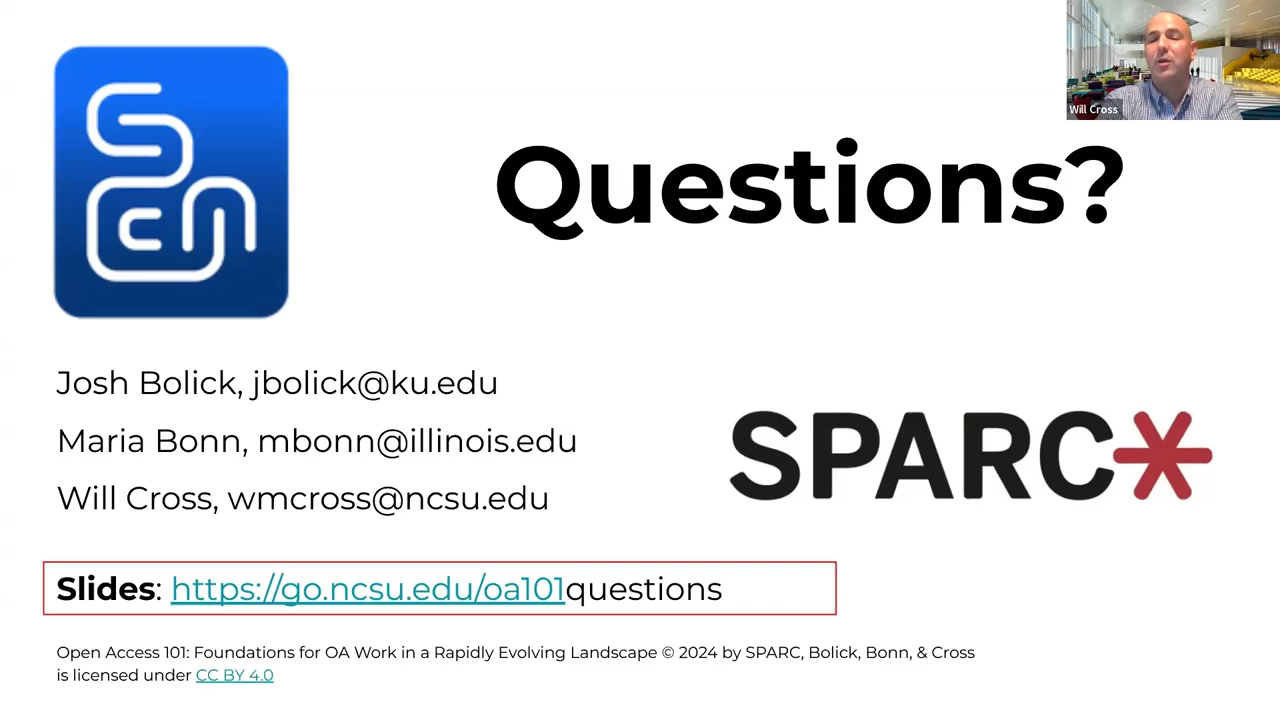 Will Cross
Questions?
Scen
Josh Bolick, jbolick@ku.edu
Maria Bonn, mbonn@illinois.edu
Will Cross, wmcross@ncsu.edu
SPARC*
Slides: https://go.ncsu.edu/oa101questions
Open Access 101: Foundations for OA Work in a Rapidly Evolving Landscape © 2024 by SPARC, Bolick, Bonn, & Cross
is licensed under CC BY 4.0